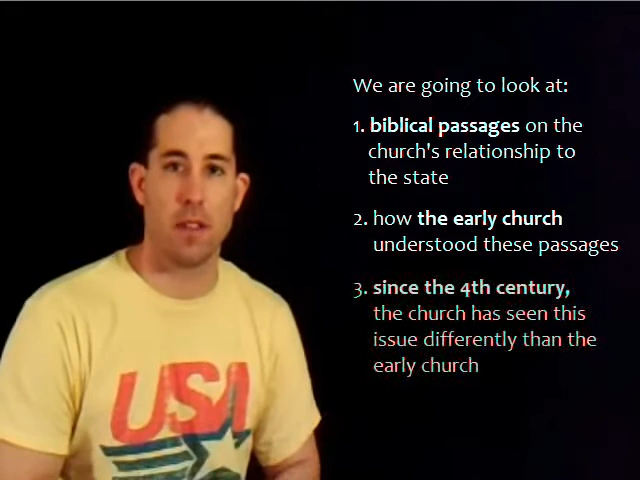 We are going to look at:
1. biblical passages on the
church's relationship to
the state
2. how the early church
understood these passages
3. since the 4th century,
the church has seen this
issue differently than the
early church
USA